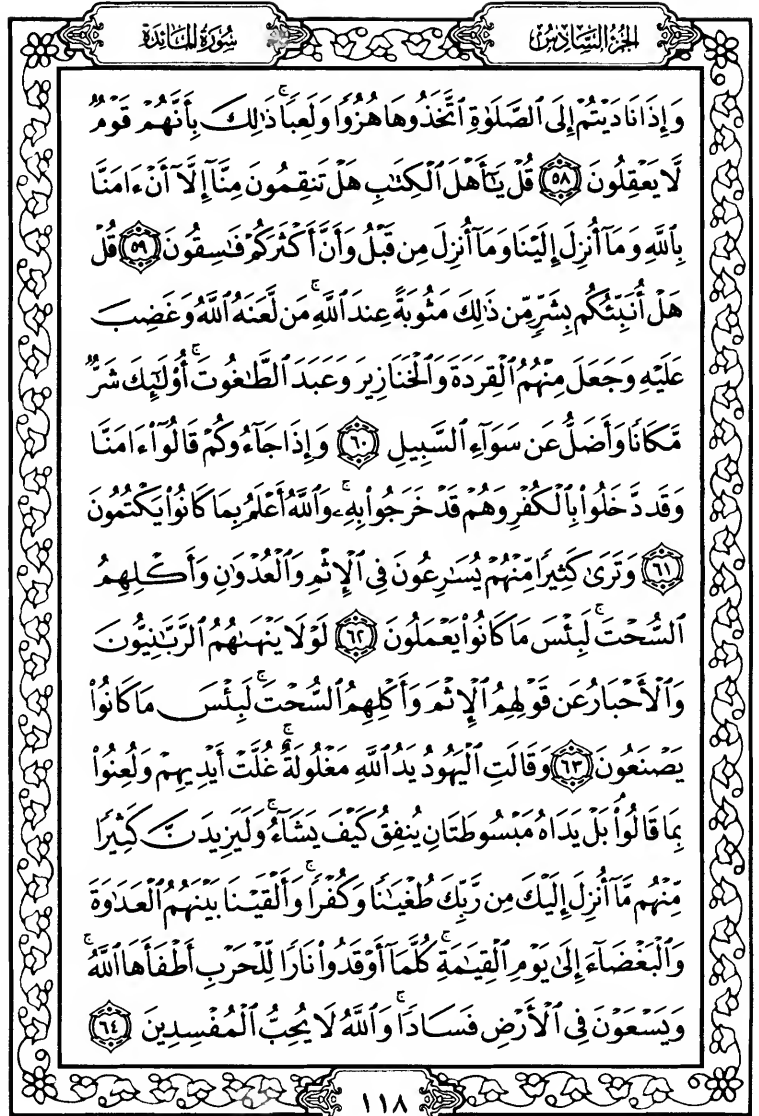 الجزء السادس
سورة المائدة
وَإِذَا نَادَيْتُمْ إِلَى ٱلصَّلَوٰةِ ٱتَّخَذُوهَا هُزُوًا وَلَعِبًا ۚ ذَٰلِكَ بِأَنَّهُمْ قَوْمٌ
لَّا يَعْقِلُونَ ٥٨ قُلْ يَـٰٓأَهْلَ ٱلْكِتَـٰبِ هَلْ تَنقِمُونَ مِنَّآ إِلَّآ أَنْ ءَامَنَّا
بِٱللَّهِ وَمَآ أُنزِلَ إِلَيْنَا وَمَآ أُنزِلَ مِن قَبْلُ وَأَنَّ أَكْثَرَكُمْ فَـٰسِقُونَ ٥٩ قُلْ
هَلْ أُنَبِّئُكُم بِشَرٍّ مِّن ذَٰلِكَ مَثُوبَةً عِندَ ٱللَّهِ ۚ مَن لَّعَنَهُ ٱللَّهُ وَغَضِبَ
عَلَيْهِ وَجَعَلَ مِنْهُمُ ٱلْقِرَدَةَ وَٱلْخَنَازِيرَ وَعَبَدَ ٱلطَّـٰغُوتَ ۚ أُو۟لَـٰٓئِكَ شَرٌّ
مَّكَانًا وَأَضَلُّ عَن سَوَآءِ ٱلسَّبِيلِ ٦٠ وَإِذَا جَآءُوكُمْ قَالُوٓا۟ ءَامَنَّا
وَقَد دَّخَلُوا۟ بِٱلْكُفْرِ وَهُمْ قَدْ خَرَجُوا۟ بِهِۦ ۚ وَٱللَّهُ أَعْلَمُ بِمَا كَانُوا۟ يَكْتُمُونَ
٦١ وَتَرَىٰ كَثِيرًا مِّنْهُمْ يُسَـٰرِعُونَ فِى ٱلْإِثْمِ وَٱلْعُدْوَٰنِ وَأَكْلِهِمُ
ٱلسُّحْتَ ۚ لَبِئْسَ مَا كَانُوا۟ يَعْمَلُونَ ٦٢ لَوْلَا يَنْهَىٰهُمُ ٱلرَّبَّـٰنِيُّونَ
وَٱلْأَحْبَارُ عَن قَوْلِهِمُ ٱلْإِثْمَ وَأَكْلِهِمُ ٱلسُّحْتَ ۚ لَبِئْسَ مَا كَانُوا۟
يَصْنَعُونَ ٦٣ وَقَالَتِ ٱلْيَهُودُ يَدُ ٱللَّهِ مَغْلُولَةٌ ۚ غُلَّتْ أَيْدِيهِمْ وَلُعِنُوا۟
بِمَا قَالُوا۟ ۘ بَلْ يَدَاهُ مَبْسُوطَتَانِ يُنفِقُ كَيْفَ يَشَآءُ ۚ وَلَيَزِيدَنَّ كَثِيرًا
مِّنْهُم مَّآ أُنزِلَ إِلَيْكَ مِن رَّبِّكَ طُغْيَـٰنًا وَكُفْرًا ۚ وَأَلْقَيْنَا بَيْنَهُمُ ٱلْعَدَٰوَةَ
وَٱلْبَغْضَآءَ إِلَىٰ يَوْمِ ٱلْقِيَـٰمَةِ ۚ كُلَّمَآ أَوْقَدُوا۟ نَارًا لِّلْحَرْبِ أَطْفَأَهَا ٱللَّهُ ۚ
وَيَسْعَوْنَ فِى ٱلْأَرْضِ فَسَادًا ۚ وَٱللَّهُ لَا يُحِبُّ ٱلْمُفْسِدِينَ ٦٤
١١٨